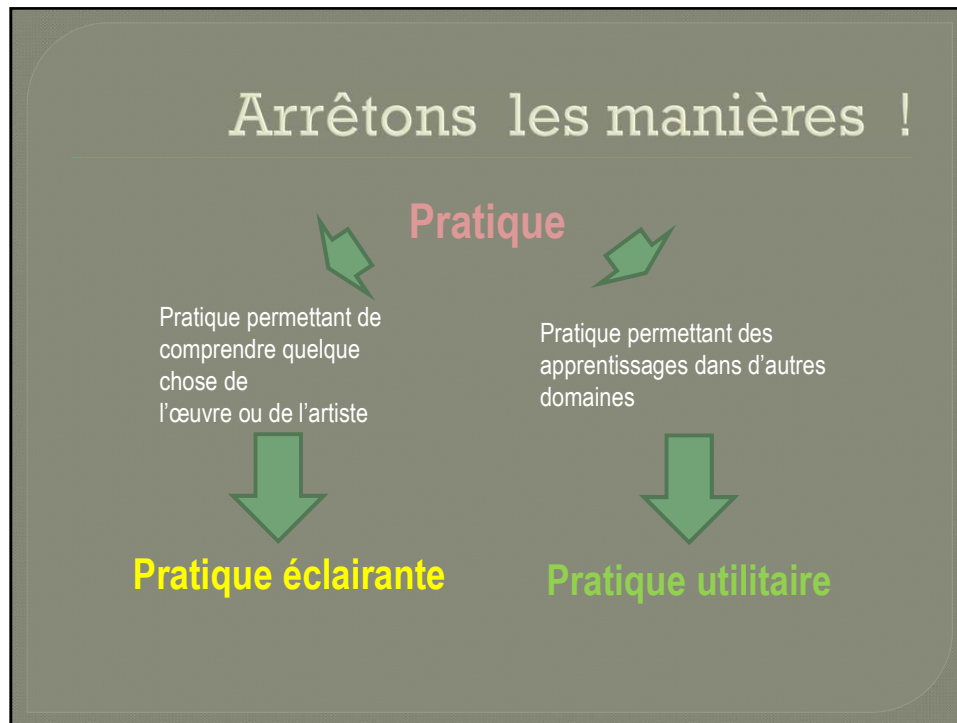 Arrêtons les manières !
Pratique
Pratique permettant de
comprendre quelque
chose de
l'œuvre ou de l'artiste
Pratique permettant des
apprentissages dans d'autres
domaines
Pratique éclairante
Pratique utilitaire